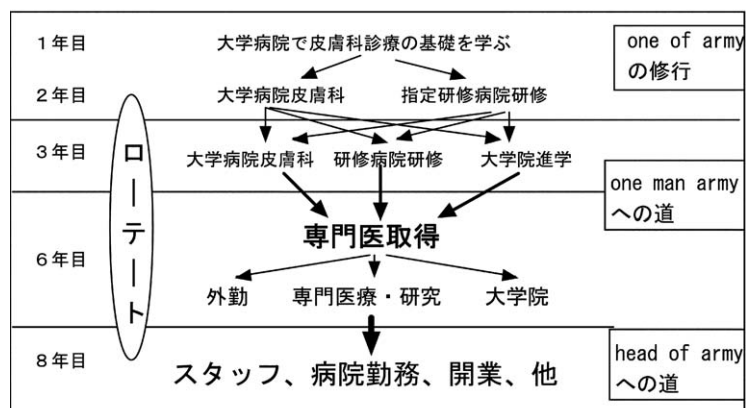 1年目
大学病院で皮膚科診療の基礎を学ぶ
one of army
の修行
2年目
大学病院皮膚科
指定研修病院研修
ローテート
3年目
大学病院皮膚科
研修病院研修
大学院進学
one man army
への道
専門医取得
6年目
外勤
専門医療・研究
大学院
8年目
スタッフ、病院勤務、開業、他
head of army
への道